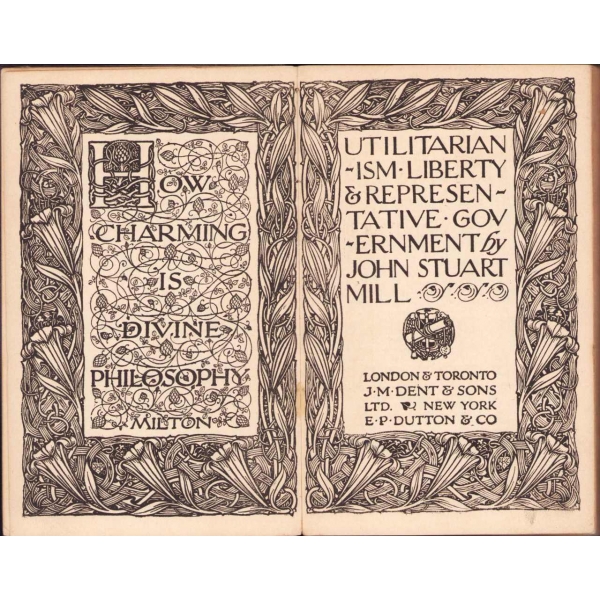 HOW
CHARMING
IS
DIVINE
PHILOSOPHY
MILTON
UTILITARIAN
-ISM · LIBERTY
& REPRESEN-
TATIVE · GOV
-ERNMENT by
JOHN STUART
MILL
LONDON & TORONTO
J · M · DENT & SONS
LTD. NEW YORK
E · P · DUTTON & CO